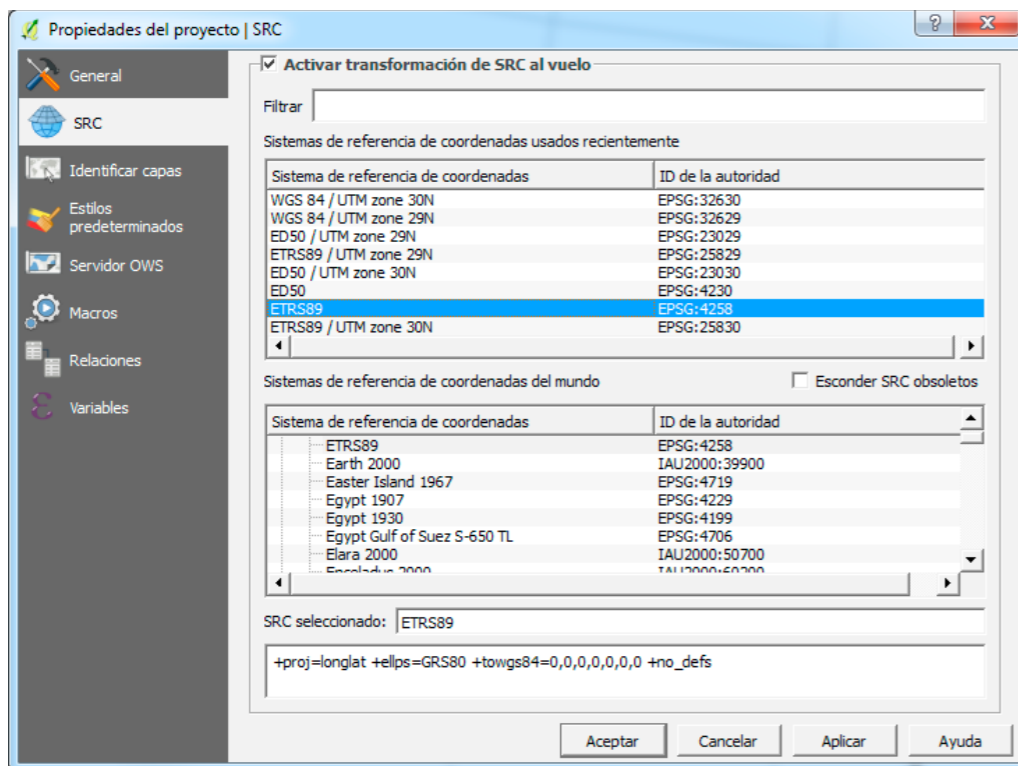 Propiedades del proyecto | SRC
General
SRC
Identificar capas
Estilos
predeterminados
Servidor OWS
Macros
Relaciones
Variables
Activar transformación de SRC al vuelo
Filtrar
Sistemas de referencia de coordenadas usados recientemente
Sistema de referencia de coordenadas ID de la autoridad
WGS 84 / UTM zone 30N EPSG:32630
WGS 84 / UTM zone 29N EPSG:32629
ED50 / UTM zone 29N EPSG:23029
ETRS89 / UTM zone 29N EPSG:25829
ED50 / UTM zone 30N EPSG:23030
ED50 EPSG:4230
ETRS89 EPSG:4258
ETRS89 / UTM zone 30N EPSG:25830
Sistemas de referencia de coordenadas del mundo Esconder SRC obsoletos
Sistema de referencia de coordenadas ID de la autoridad
ETRS89 EPSG:4258
Earth 2000 IAU2000:39900
Easter Island 1967 EPSG:4719
Egypt 1907 EPSG:4229
Egypt 1930 EPSG:4199
Egypt Gulf of Suez S-650 TL EPSG:4706
Elara 2000 IAU2000:50700
Enceladus 2000 IAU2000:60200
SRC seleccionado: ETRS89
+proj=longlat +ellps=GRS80 +towgs84=0,0,0,0,0,0,0 +no_defs
Aceptar Cancelar Aplicar Ayuda